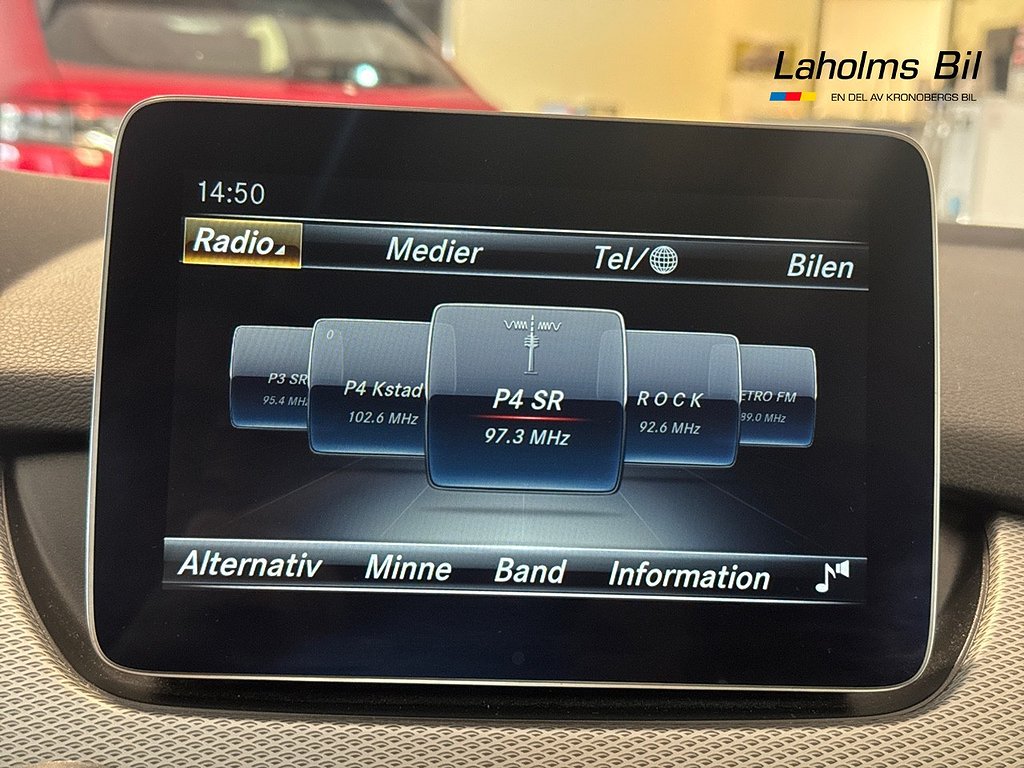 Laholms Bil
EN DEL AV KRONOBERGS BIL
14:50
Radio Medier Tel/ Bilen
0
P3 SR P4 Kstad P4 SR ROCK ETRO FM
95.4 MHz 102.6 MHz 97.3 MHz 92.6 MHz 89.0 MHz
Alternativ Minne Band Information